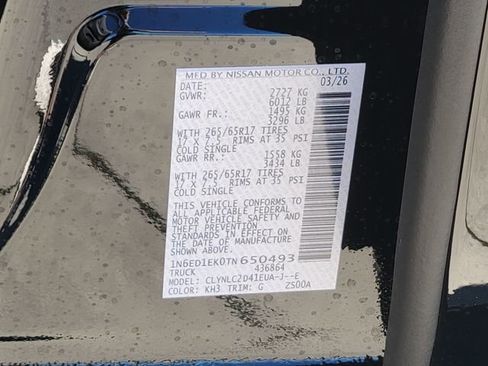 MFD BY NISSAN MOTOR CO., LTD.
DATE: 03/26
GVWR: 2727 KG
6012 LB
GAWR FR.: 1495 KG
3296 LB
WITH 265/65R17 TIRES
17 X 7.5 RIMS AT 35 PSI
COLD SINGLE
GAWR RR.: 1558 KG
3434 LB
WITH 265/65R17 TIRES
17 X 7.5 RIMS AT 35 PSI
COLD SINGLE
THIS VEHICLE CONFORMS TO
ALL APPLICABLE FEDERAL
MOTOR VEHICLE SAFETY AND
THEFT PREVENTION
STANDARDS IN EFFECT ON
THE DATE OF MANUFACTURE
SHOWN ABOVE.
1N6ED1EK0TN650493
TRUCK 436864
MODEL: CLYNLC2D41EUA-J--E
COLOR: KH3 TRIM: G ZS00A